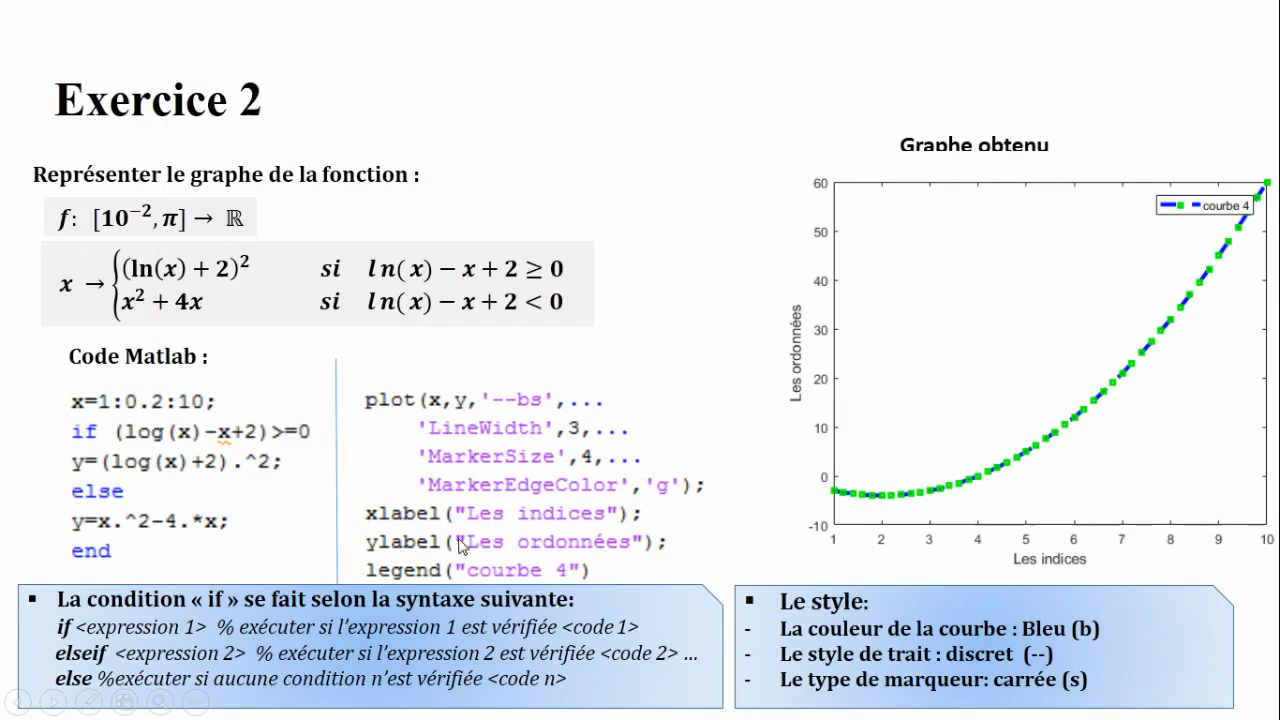 Exercice 2
Représenter le graphe de la fonction :
f: [10⁻², π] → ℝ
x → {(ln(x) + 2)² si ln(x) − x + 2 ≥ 0
x² + 4x si ln(x) − x + 2 < 0
Code Matlab :
x=1:0.2:10;
if (log(x)-x+2)>=0
y=(log(x)+2).^2;
else
y=x.^2-4.*x;
end
plot(x,y,'--bs',...
'LineWidth',3,...
'MarkerSize',4,...
'MarkerEdgeColor','g');
xlabel("Les indices");
ylabel("Les ordonnées");
legend("courbe 4")
Graphe obtenu
courbe 4
60
50
40
30
20
10
0
-10
Les ordonnées
1 2 3 4 5 6 7 8 9 10
Les indices
▪ La condition « if » se fait selon la syntaxe suivante:
if <expression 1> % exécuter si l'expression 1 est vérifiée <code 1>
elseif <expression 2> % exécuter si l'expression 2 est vérifiée <code 2> ...
else %exécuter si aucune condition n'est vérifiée <code n>
▪ Le style:
- La couleur de la courbe : Bleu (b)
- Le style de trait : discret (--)
- Le type de marqueur: carrée (s)